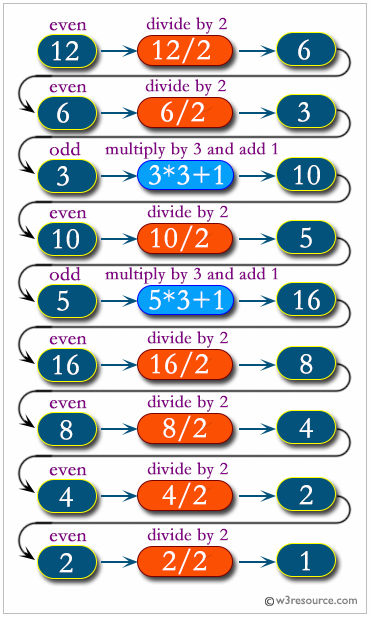 even divide by 2
12 12/2 6
even divide by 2
6 6/2 3
odd multiply by 3 and add 1
3 3*3+1 10
even divide by 2
10 10/2 5
odd multiply by 3 and add 1
5 5*3+1 16
even divide by 2
16 16/2 8
even divide by 2
8 8/2 4
even divide by 2
4 4/2 2
even divide by 2
2 2/2 1
© w3resource.com